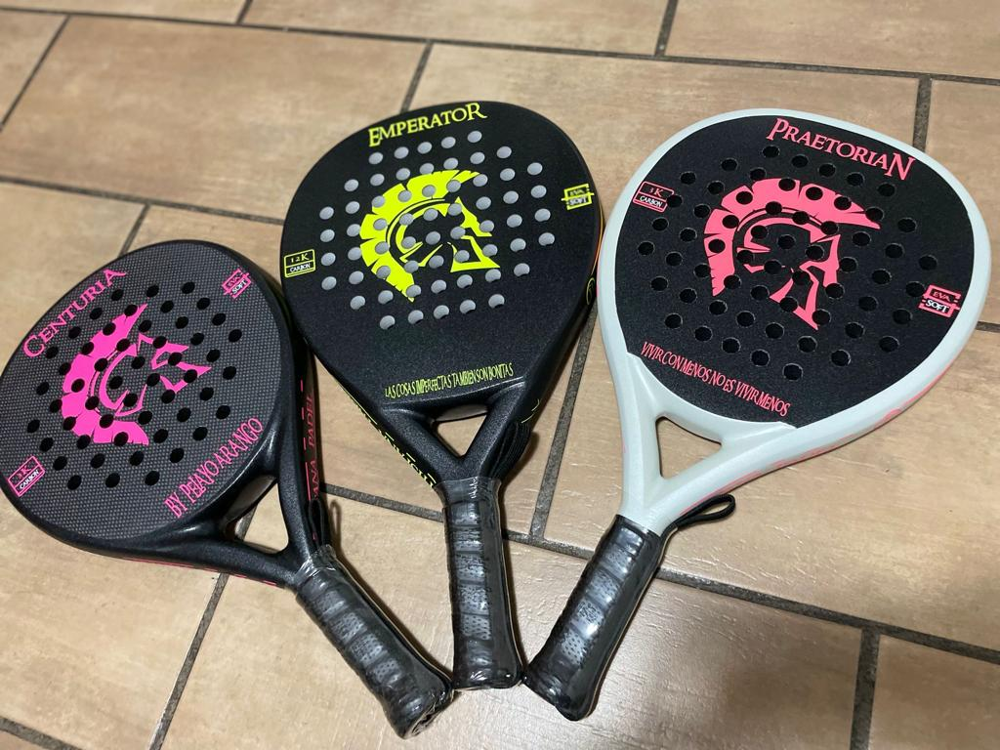 CENTURIA
EVA
SOFT
3K
CARBON
BY PELAYO ARANGO
EMPERATOR
EVA
SOFT
12K
CARBON
LAS COSAS IMPERFECTAS TAMBIEN SON BONITAS
PRAETORIAN
3K
CARBON
EVA
SOFT
VIVIR CON MENOS NO ES VIVIR MENOS